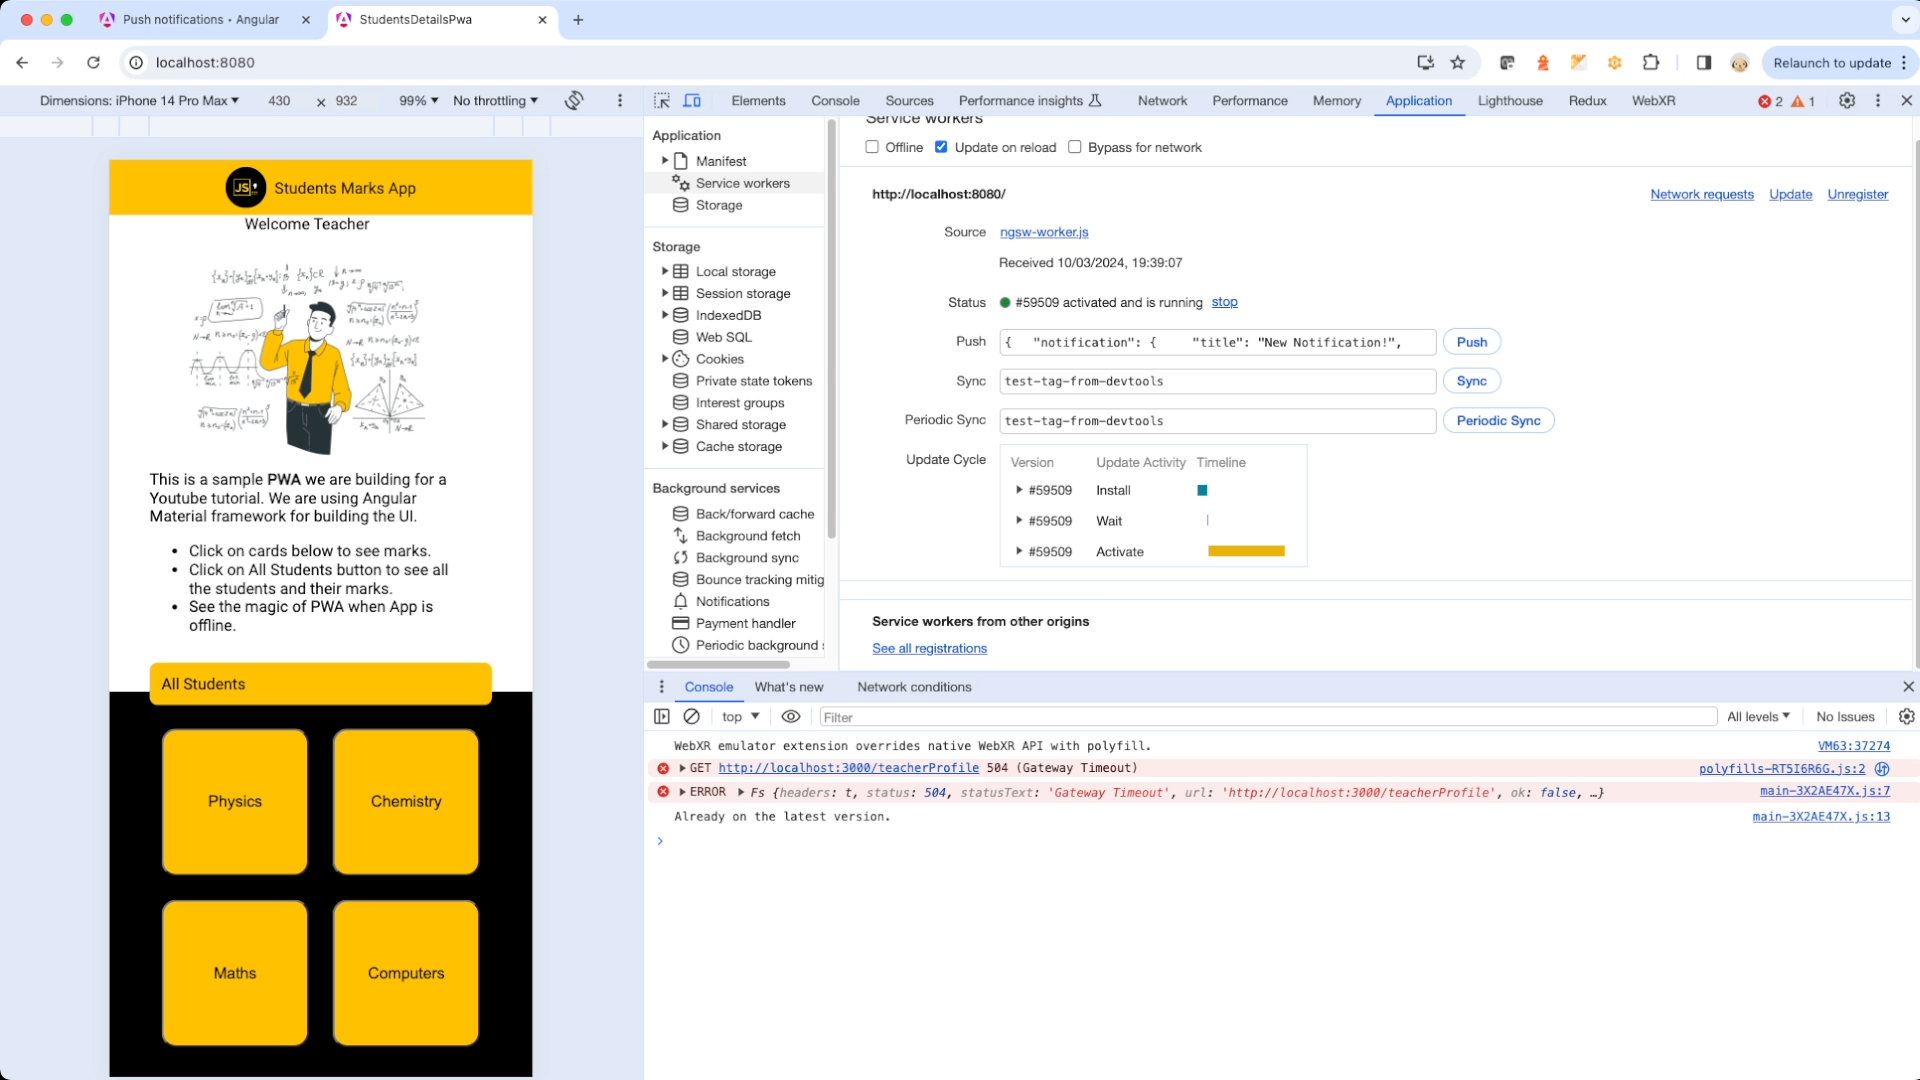 Push notifications • Angular
StudentsDetailsPwa
localhost:8080
Relaunch to update
Dimensions: iPhone 14 Pro Max
430 x 932
99%
No throttling
Elements
Console
Sources
Performance insights
Network
Performance
Memory
Application
Lighthouse
Redux
WebXR
2
1
JS
Students Marks App
Welcome Teacher
This is a sample PWA we are building for a
Youtube tutorial. We are using Angular
Material framework for building the UI.
• Click on cards below to see marks.
• Click on All Students button to see all
the students and their marks.
• See the magic of PWA when App is
offline.
All Students
Physics
Chemistry
Maths
Computers
Application
Manifest
Service workers
Storage
Storage
Local storage
Session storage
IndexedDB
Web SQL
Cookies
Private state tokens
Interest groups
Shared storage
Cache storage
Background services
Back/forward cache
Background fetch
Background sync
Bounce tracking mitig
Notifications
Payment handler
Periodic background
Service workers
Offline
Update on reload
Bypass for network
http://localhost:8080/
Network requests
Update
Unregister
Source
ngsw-worker.js
Received 10/03/2024, 19:39:07
Status
#59509 activated and is running
stop
Push
{ "notification": { "title": "New Notification!",
Push
Sync
test-tag-from-devtools
Sync
Periodic Sync
test-tag-from-devtools
Periodic Sync
Update Cycle
Version
Update Activity
Timeline
#59509
Install
#59509
Wait
#59509
Activate
Service workers from other origins
See all registrations
Console
What's new
Network conditions
top
Filter
All levels
No Issues
WebXR emulator extension overrides native WebXR API with polyfill.
VM63:37274
GET http://localhost:3000/teacherProfile 504 (Gateway Timeout)
polyfills-RT5I6R6G.js:2
ERROR Fs {headers: t, status: 504, statusText: 'Gateway Timeout', url: 'http://localhost:3000/teacherProfile', ok: false, …}
main-3X2AE47X.js:7
Already on the latest version.
main-3X2AE47X.js:13